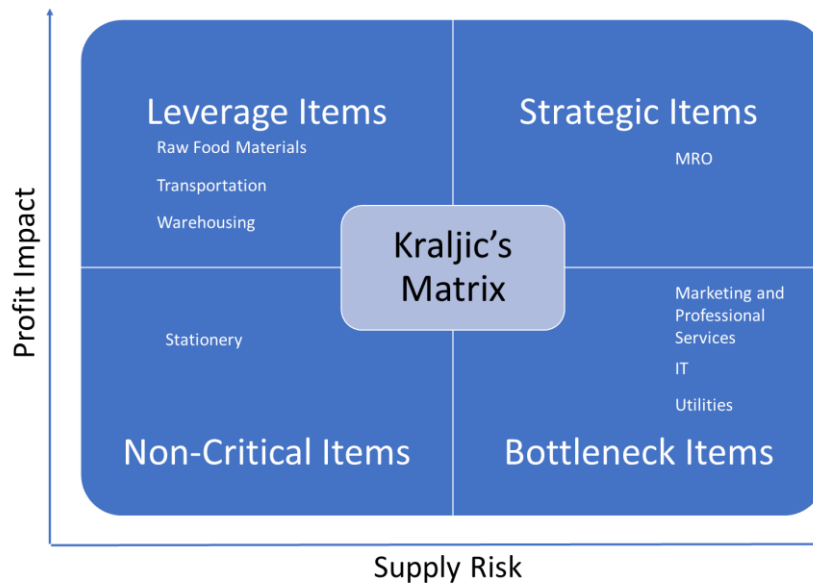 Leverage Items
Raw Food Materials
Transportation
Warehousing
Strategic Items
MRO
Kraljic's
Matrix
Stationery
Non-Critical Items
Marketing and
Professional
Services
IT
Utilities
Bottleneck Items
Profit Impact
Supply Risk